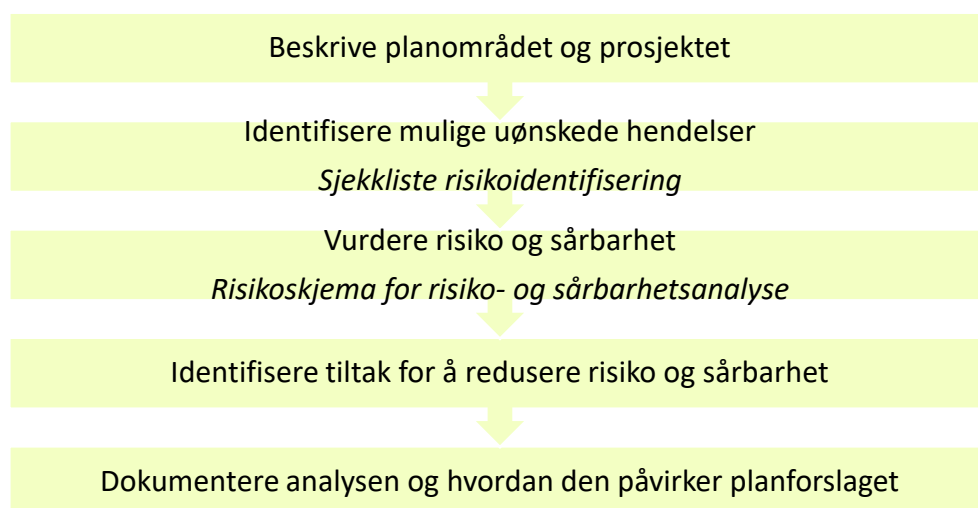 Beskrive planområdet og prosjektet
Identifisere mulige uønskede hendelser
Sjekkliste risikoidentifisering
Vurdere risiko og sårbarhet
Risikoskjema for risiko- og sårbarhetsanalyse
Identifisere tiltak for å redusere risiko og sårbarhet
Dokumentere analysen og hvordan den påvirker planforslaget